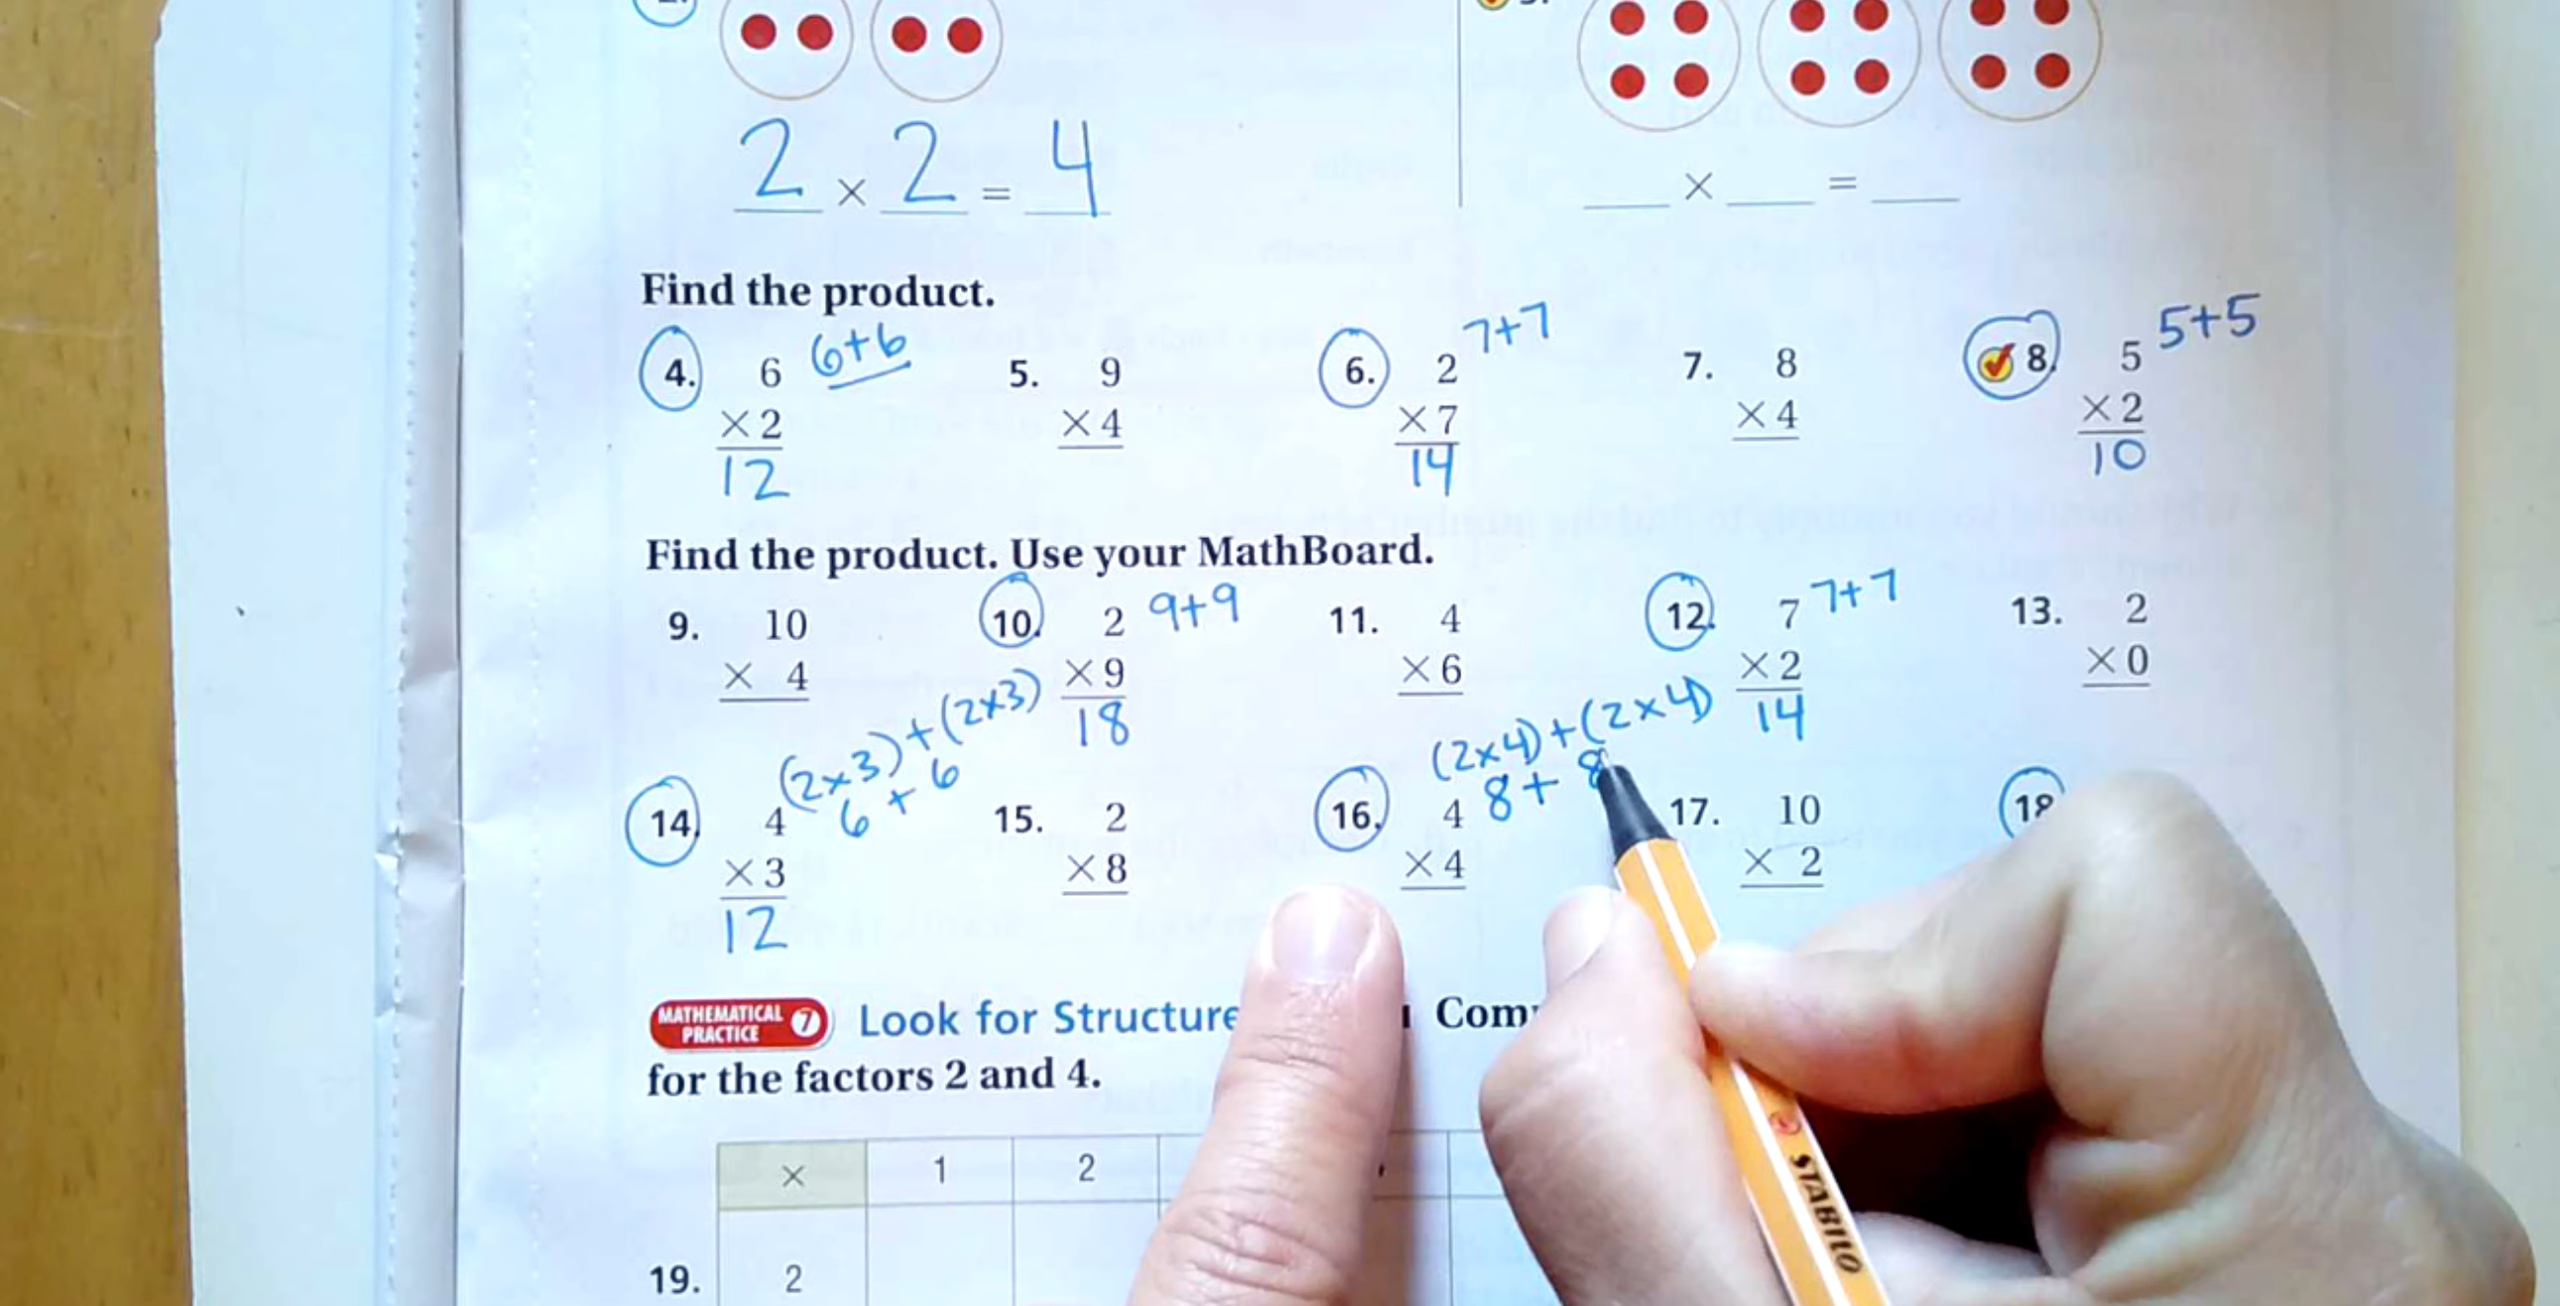 2 × 2 = 4
× =
Find the product.
4. 6 6+6
×2
12
5. 9
×4
6. 2 7+7
×7
14
7. 8
×4
8. 5 5+5
×2
10
Find the product. Use your MathBoard.
9. 10
× 4
10. 2 9+9
×9
18
11. 4
×6
12. 7 7+7
×2
14
13. 2
×0
(2×3)+(2×3)
6 + 6
14. 4
×3
12
15. 2
×8
(2×4)+(2×4)
8+ 8
16. 4
×4
17. 10
× 2
18
MATHEMATICAL PRACTICE 7 Look for Structure
for the factors 2 and 4.
× 1 2
19. 2
STABILO